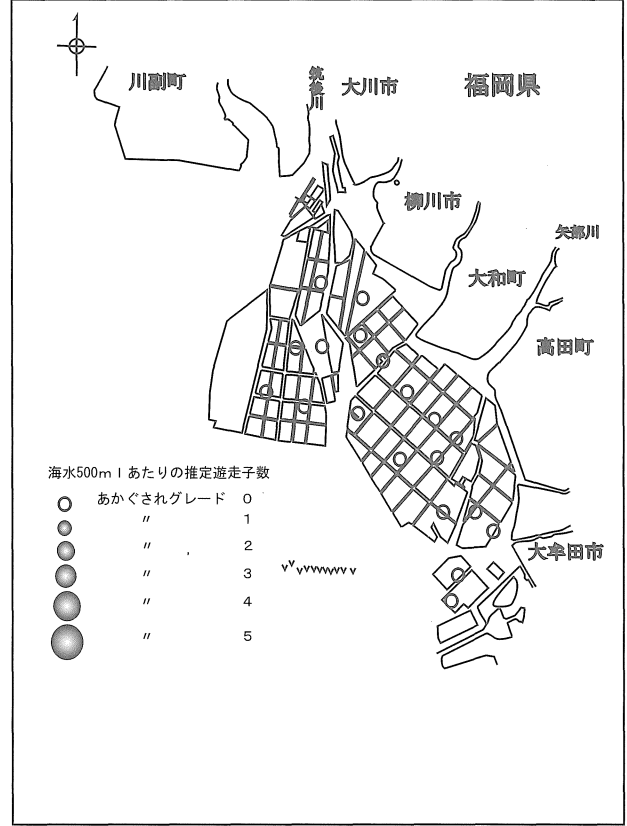 川副町
筑後川
大川市
福岡県
柳川市
矢部川
大和町
高田町
大牟田市
海水500mlあたりの推定遊走子数
あかぐされグレード 0
〃 1
〃 2
〃 3
〃 4
〃 5